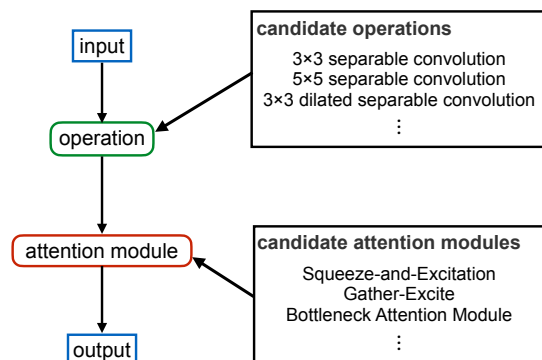 input
candidate operations
3×3 separable convolution
5×5 separable convolution
3×3 dilated separable convolution
⋮
operation
attention module
candidate attention modules
Squeeze-and-Excitation
Gather-Excite
Bottleneck Attention Module
⋮
output